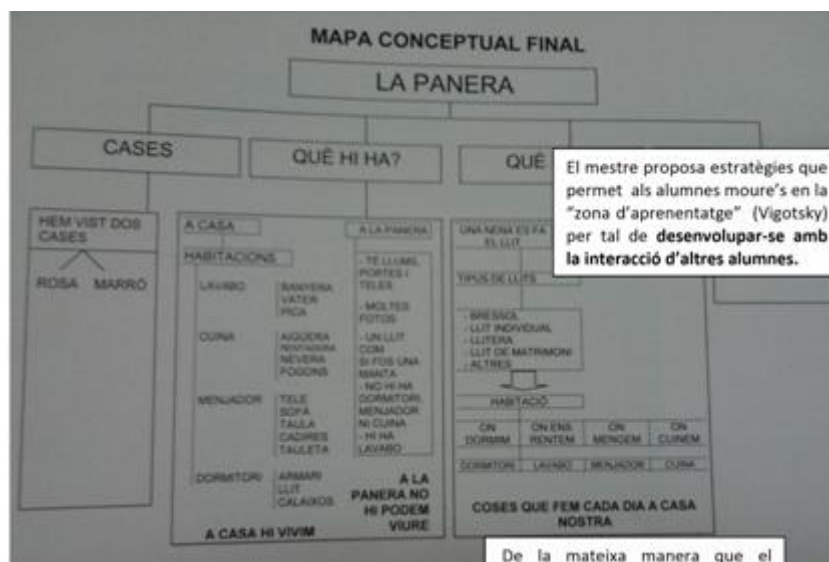 MAPA CONCEPTUAL FINAL
LA PANERA
CASES
QUÈ HI HA?
QUÈ
El mestre proposa estratègies que
permet als alumnes moure's en la
"zona d'aprenentatge" (Vigotsky)
per tal de desenvolupar-se amb
la interacció d'altres alumnes.
HEM VIST DOS
CASES
ROSA MARRÓ
A CASA
HABITACIONS
LAVABO
BANYERA
VATER
PICA
CUINA
AIGÜERA
RENTADORA
NEVERA
FOGONS
MENJADOR
TELE
SOFÀ
TAULA
CADIRES
TAULETA
DORMITORI
ARMARI
LLIT
CALAIXOS
A CASA HI VIVIM
A LA PANERA
- TÉ LLUMS,
PORTES I
TELES
- MOLTES
FOTOS
- UN LLIT
COM
SI FOS UNA
MANTA
- NO HI HA
DORMITORI,
MENJADOR
NI CUINA
- HI HA
LAVABO
A LA
PANERA NO
HI PODEM
VIURE
UNA NENA ES FA
EL LLIT
TIPUS DE LLITS
- BRESSOL
- LLIT INDIVIDUAL
- LLITERA
- LLIT DE MATRIMONI
- ALTRES
HABITACIÓ
ON
DORMIM
ON ENS
RENTEM
ON
MENGEM
ON
CUINEM
DORMITORI LAVABO MENJADOR CUINA
COSES QUE FEM CADA DIA A CASA
NOSTRA
De la mateixa manera que el